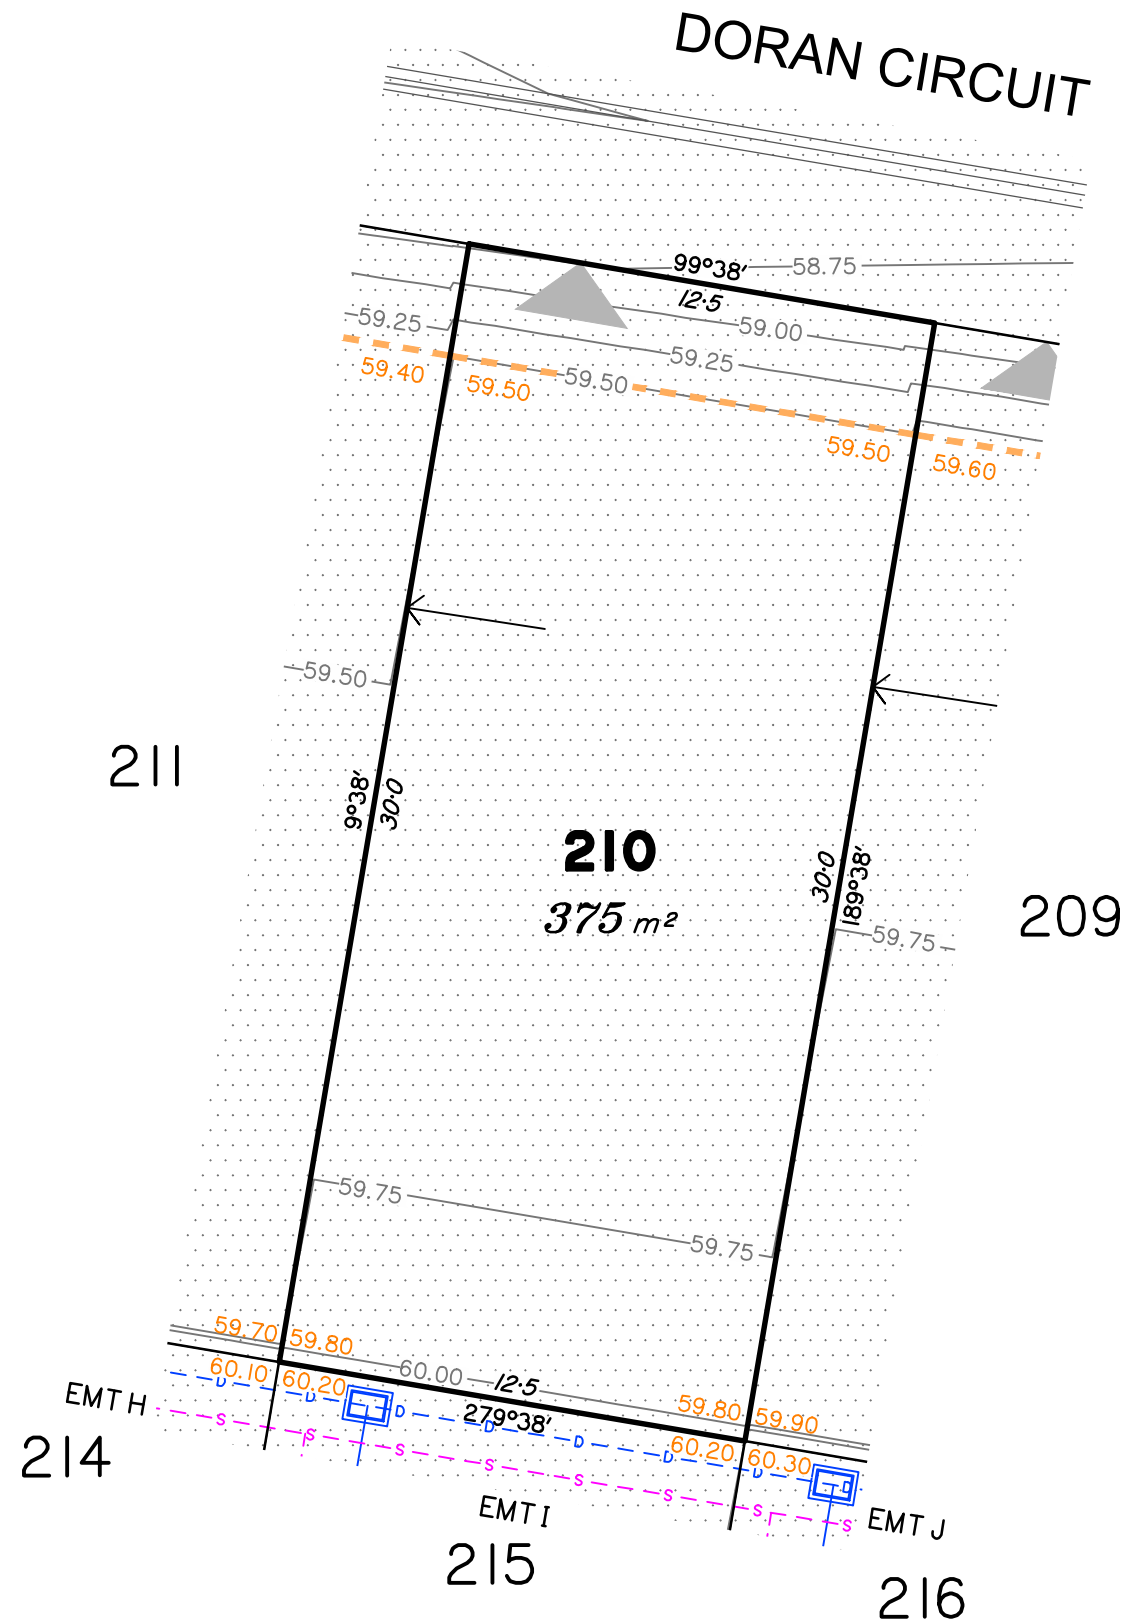 DORAN CIRCUIT
99°38'
58.75
12·5
59.00
59.25
59.25
59.40
59.50
59.50
59.50
59.60
59.50
211
9°38'
30·0
210
375 m²
30·0
189°38'
209
59.75
59.75
59.75
59.70
59.80
60.00
12·5
60.10
60.20
279°38'
59.80
59.90
60.20
60.30
D
D
D
D
D
D
D
D
EMT H
S
S
S
S
S
S
S
S
214
EMT I
EMT J
215
216